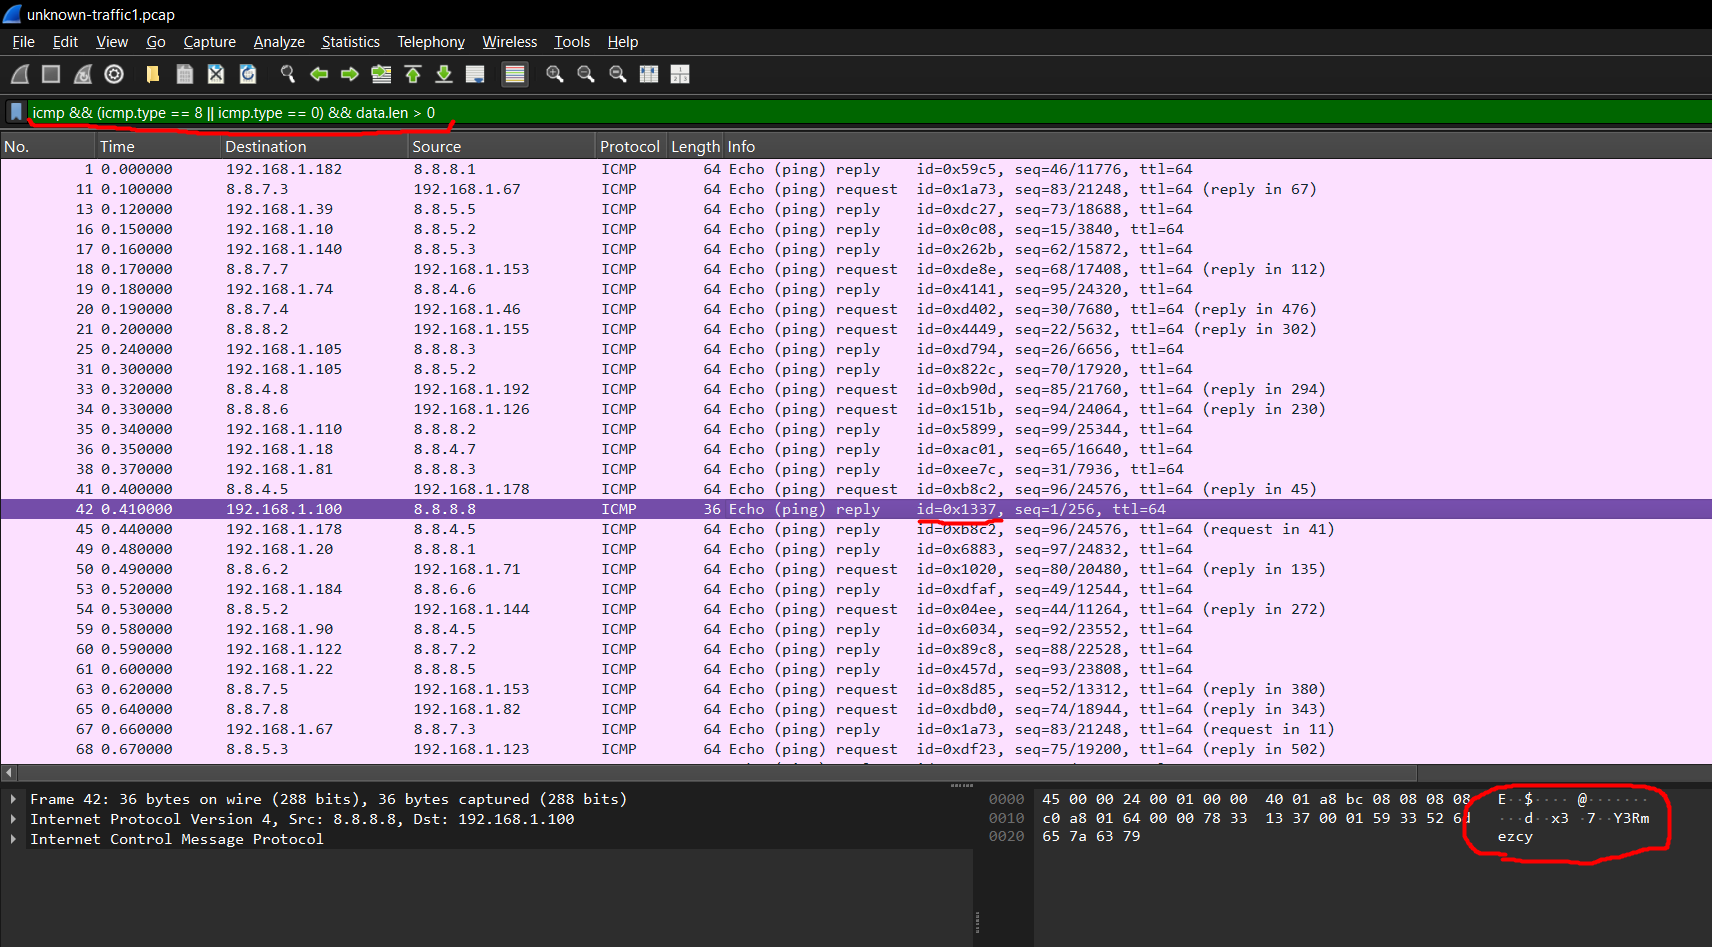 unknown-traffic1.pcap
File Edit View Go Capture Analyze Statistics Telephony Wireless Tools Help
icmp && (icmp.type == 8 || icmp.type == 0) && data.len > 0
No. Time Destination Source Protocol Length Info
1 0.000000 192.168.1.182 8.8.8.1 ICMP 64 Echo (ping) reply id=0x59c5, seq=46/11776, ttl=64
11 0.100000 8.8.7.3 192.168.1.67 ICMP 64 Echo (ping) request id=0x1a73, seq=83/21248, ttl=64 (reply in 67)
13 0.120000 192.168.1.39 8.8.5.5 ICMP 64 Echo (ping) reply id=0xdc27, seq=73/18688, ttl=64
16 0.150000 192.168.1.10 8.8.5.2 ICMP 64 Echo (ping) reply id=0x0c08, seq=15/3840, ttl=64
17 0.160000 192.168.1.140 8.8.5.3 ICMP 64 Echo (ping) reply id=0x262b, seq=62/15872, ttl=64
18 0.170000 8.8.7.7 192.168.1.153 ICMP 64 Echo (ping) request id=0xde8e, seq=68/17408, ttl=64 (reply in 112)
19 0.180000 192.168.1.74 8.8.4.6 ICMP 64 Echo (ping) reply id=0x4141, seq=95/24320, ttl=64
20 0.190000 8.8.7.4 192.168.1.46 ICMP 64 Echo (ping) request id=0xd402, seq=30/7680, ttl=64 (reply in 476)
21 0.200000 8.8.8.2 192.168.1.155 ICMP 64 Echo (ping) request id=0x4449, seq=22/5632, ttl=64 (reply in 302)
25 0.240000 192.168.1.105 8.8.8.3 ICMP 64 Echo (ping) reply id=0xd794, seq=26/6656, ttl=64
31 0.300000 192.168.1.105 8.8.5.2 ICMP 64 Echo (ping) reply id=0x822c, seq=70/17920, ttl=64
33 0.320000 8.8.4.8 192.168.1.192 ICMP 64 Echo (ping) request id=0xb90d, seq=85/21760, ttl=64 (reply in 294)
34 0.330000 8.8.8.6 192.168.1.126 ICMP 64 Echo (ping) request id=0x151b, seq=94/24064, ttl=64 (reply in 230)
35 0.340000 192.168.1.110 8.8.8.2 ICMP 64 Echo (ping) reply id=0x5899, seq=99/25344, ttl=64
36 0.350000 192.168.1.18 8.8.4.7 ICMP 64 Echo (ping) reply id=0xac01, seq=65/16640, ttl=64
38 0.370000 192.168.1.81 8.8.8.3 ICMP 64 Echo (ping) reply id=0xee7c, seq=31/7936, ttl=64
41 0.400000 8.8.4.5 192.168.1.178 ICMP 64 Echo (ping) request id=0xb8c2, seq=96/24576, ttl=64 (reply in 45)
42 0.410000 192.168.1.100 8.8.8.8 ICMP 36 Echo (ping) reply id=0x1337, seq=1/256, ttl=64
45 0.440000 192.168.1.178 8.8.4.5 ICMP 64 Echo (ping) reply id=0xb8c2, seq=96/24576, ttl=64 (request in 41)
49 0.480000 192.168.1.20 8.8.8.1 ICMP 64 Echo (ping) reply id=0x6883, seq=97/24832, ttl=64
50 0.490000 8.8.6.2 192.168.1.71 ICMP 64 Echo (ping) request id=0x1020, seq=80/20480, ttl=64 (reply in 135)
53 0.520000 192.168.1.184 8.8.6.6 ICMP 64 Echo (ping) reply id=0xdfaf, seq=49/12544, ttl=64
54 0.530000 8.8.5.2 192.168.1.144 ICMP 64 Echo (ping) request id=0x04ee, seq=44/11264, ttl=64 (reply in 272)
59 0.580000 192.168.1.90 8.8.4.5 ICMP 64 Echo (ping) reply id=0x6034, seq=92/23552, ttl=64
60 0.590000 192.168.1.122 8.8.7.2 ICMP 64 Echo (ping) reply id=0x89c8, seq=88/22528, ttl=64
61 0.600000 192.168.1.22 8.8.8.5 ICMP 64 Echo (ping) reply id=0x457d, seq=93/23808, ttl=64
63 0.620000 8.8.7.5 192.168.1.153 ICMP 64 Echo (ping) request id=0x8d85, seq=52/13312, ttl=64 (reply in 380)
65 0.640000 8.8.7.8 192.168.1.82 ICMP 64 Echo (ping) request id=0xdbd0, seq=74/18944, ttl=64 (reply in 343)
67 0.660000 192.168.1.67 8.8.7.3 ICMP 64 Echo (ping) reply id=0x1a73, seq=83/21248, ttl=64 (request in 11)
68 0.670000 8.8.5.3 192.168.1.123 ICMP 64 Echo (ping) request id=0xdf23, seq=75/19200, ttl=64 (reply in 502)
Frame 42: 36 bytes on wire (288 bits), 36 bytes captured (288 bits)
Internet Protocol Version 4, Src: 8.8.8.8, Dst: 192.168.1.100
Internet Control Message Protocol
0000 45 00 00 24 00 01 00 00 40 01 a8 bc 08 08 08 08 E··$···· @·······
0010 c0 a8 01 64 00 00 78 33 13 37 00 01 59 33 52 6d ···d··x3 ·7··Y3Rm
0020 65 7a 63 79 ezcy